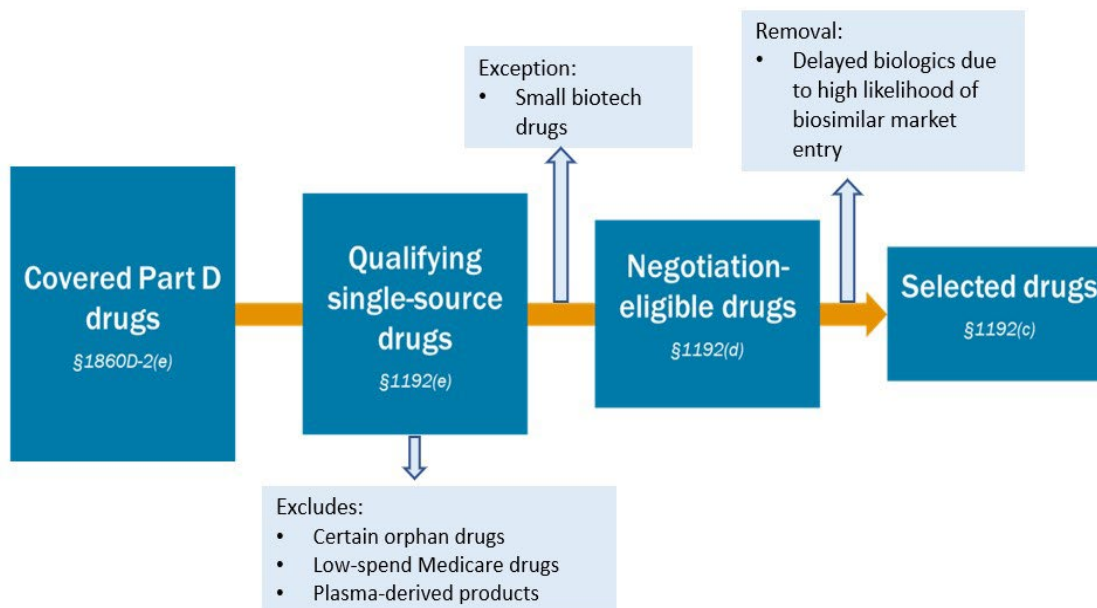 Removal:
• Delayed biologics due
to high likelihood of
biosimilar market
entry
Exception:
• Small biotech
drugs
Covered Part D
drugs
§1860D-2(e)
Qualifying
single-source
drugs
§1192(e)
Negotiation-
eligible drugs
§1192(d)
Selected drugs
§1192(c)
Excludes:
• Certain orphan drugs
• Low-spend Medicare drugs
• Plasma-derived products